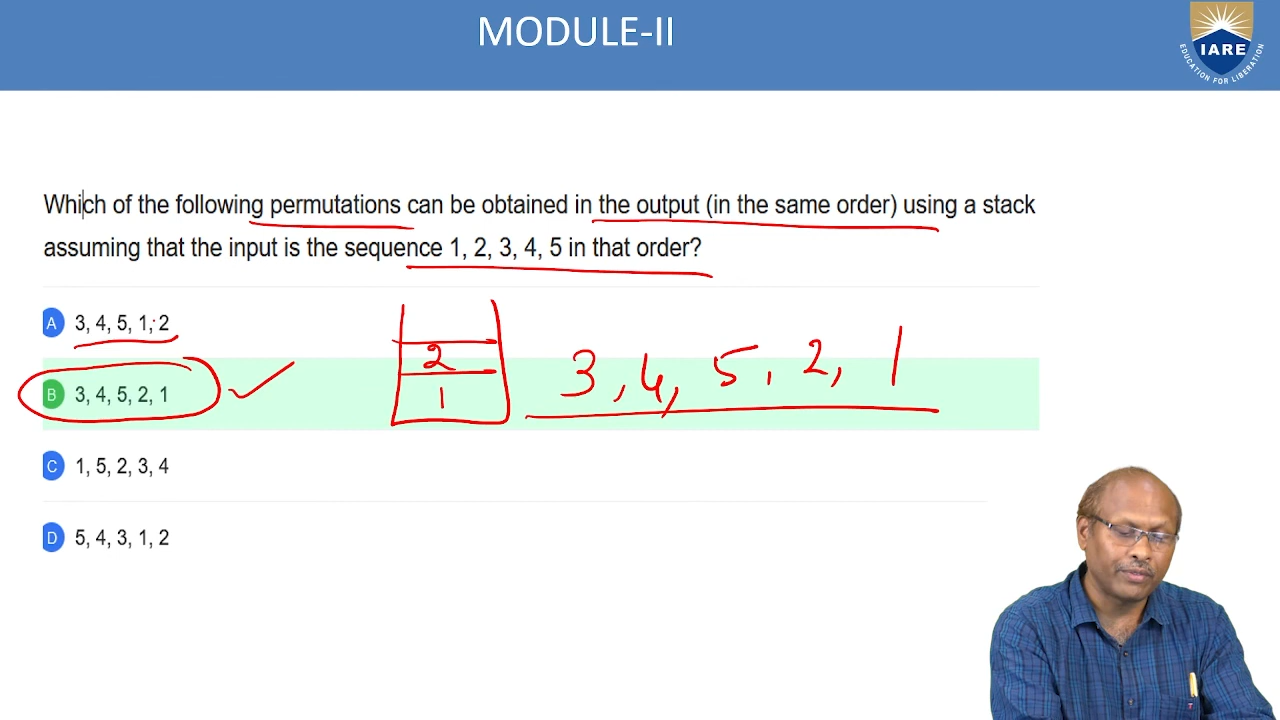 MODULE-II
IARE
EDUCATION FOR LIBERATION
Which of the following permutations can be obtained in the output (in the same order) using a stack
assuming that the input is the sequence 1, 2, 3, 4, 5 in that order?
A 3, 4, 5, 1, 2
B 3, 4, 5, 2, 1
2
1
3, 4, 5, 2, 1
C 1, 5, 2, 3, 4
D 5, 4, 3, 1, 2